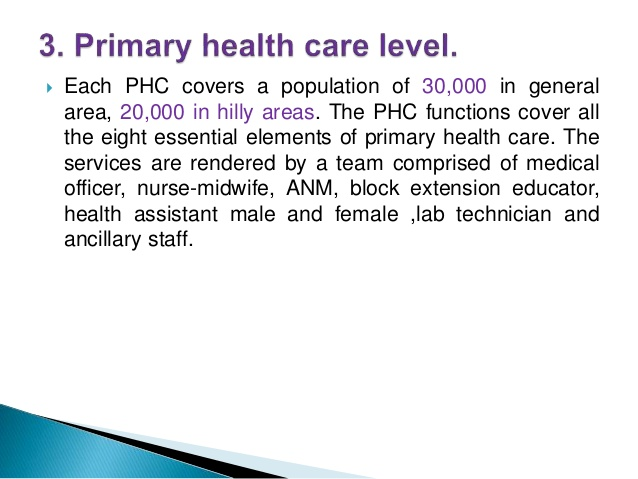 3. Primary health care level.
Each PHC covers a population of 30,000 in general
area, 20,000 in hilly areas. The PHC functions cover all
the eight essential elements of primary health care. The
services are rendered by a team comprised of medical
officer, nurse-midwife, ANM, block extension educator,
health assistant male and female ,lab technician and
ancillary staff.